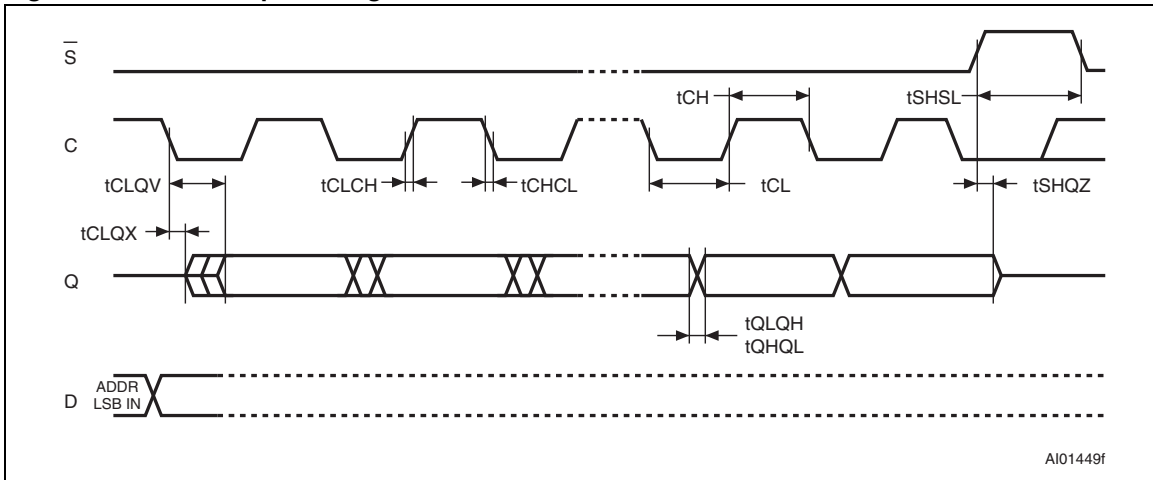 S
tCH
tSHSL
C
tCLQV
tCLCH
tCHCL
tCL
tSHQZ
tCLQX
Q
tQLQH
tQHQL
ADDR
D
LSB IN
AI01449f